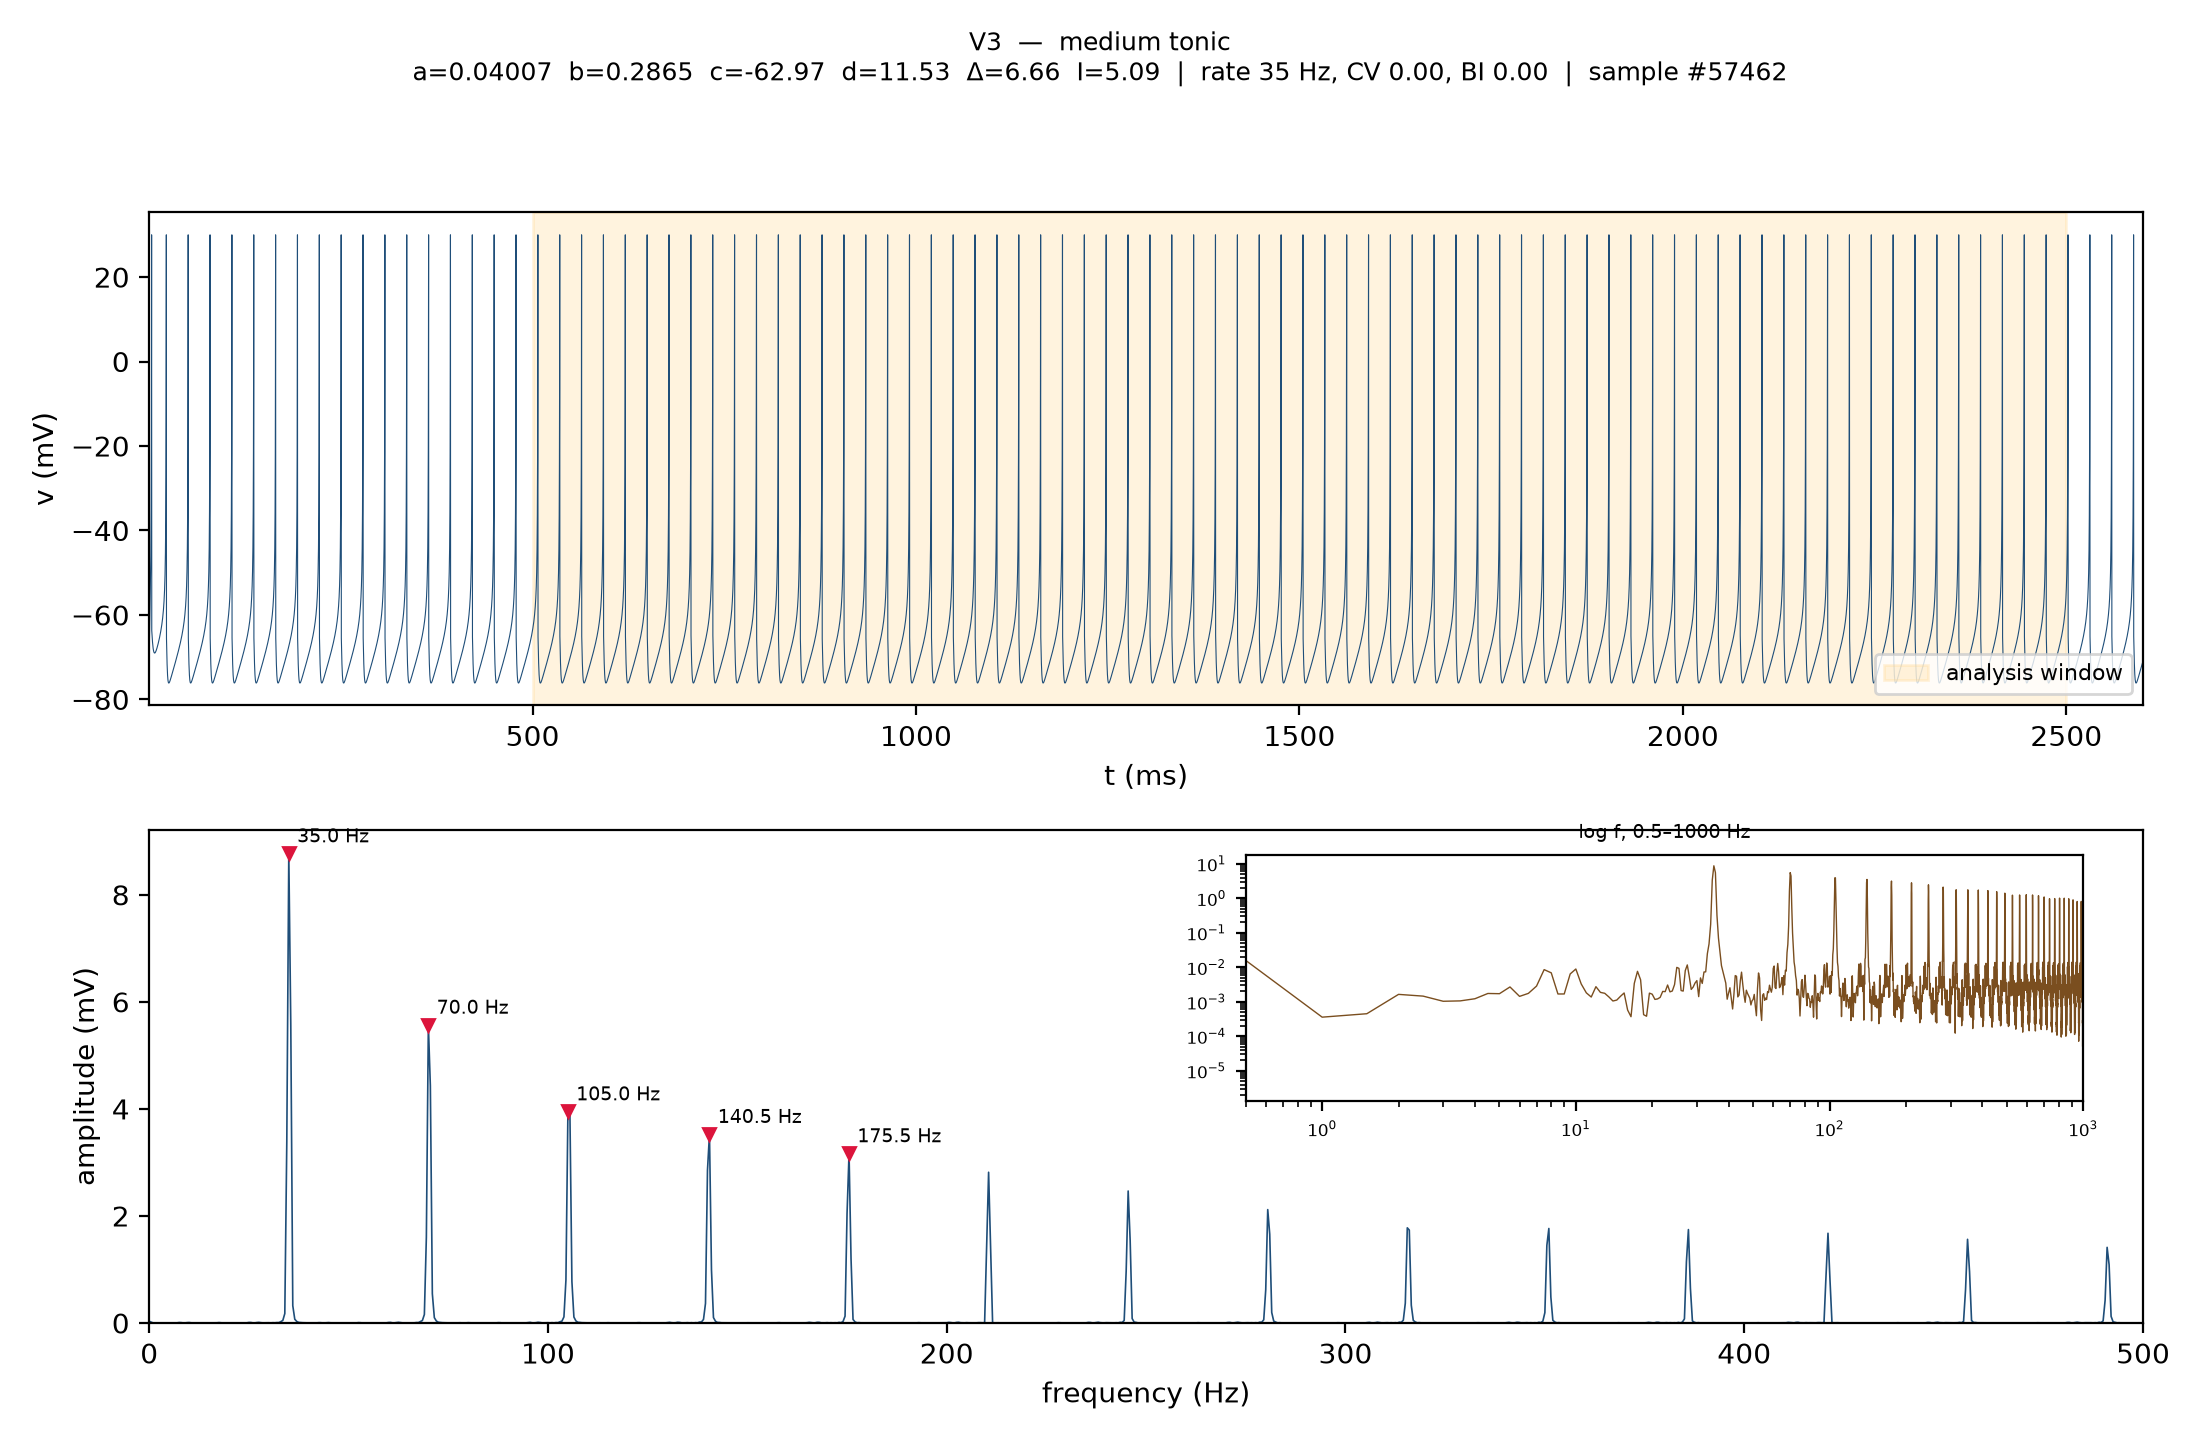 V3 — medium tonic
a=0.04007 b=0.2865 c=-62.97 d=11.53 Δ=6.66 I=5.09 | rate 35 Hz, CV 0.00, BI 0.00 | sample #57462
20
0
−20
−40
−60
−80
v (mV)
analysis window
500
1000
1500
2000
2500
t (ms)
35.0 Hz
70.0 Hz
105.0 Hz
140.5 Hz
175.5 Hz
8
6
4
2
0
amplitude (mV)
log f, 0.5–1000 Hz
10¹
10⁰
10⁻¹
10⁻²
10⁻³
10⁻⁴
10⁻⁵
10⁰
10¹
10²
10³
0
100
200
300
400
500
frequency (Hz)